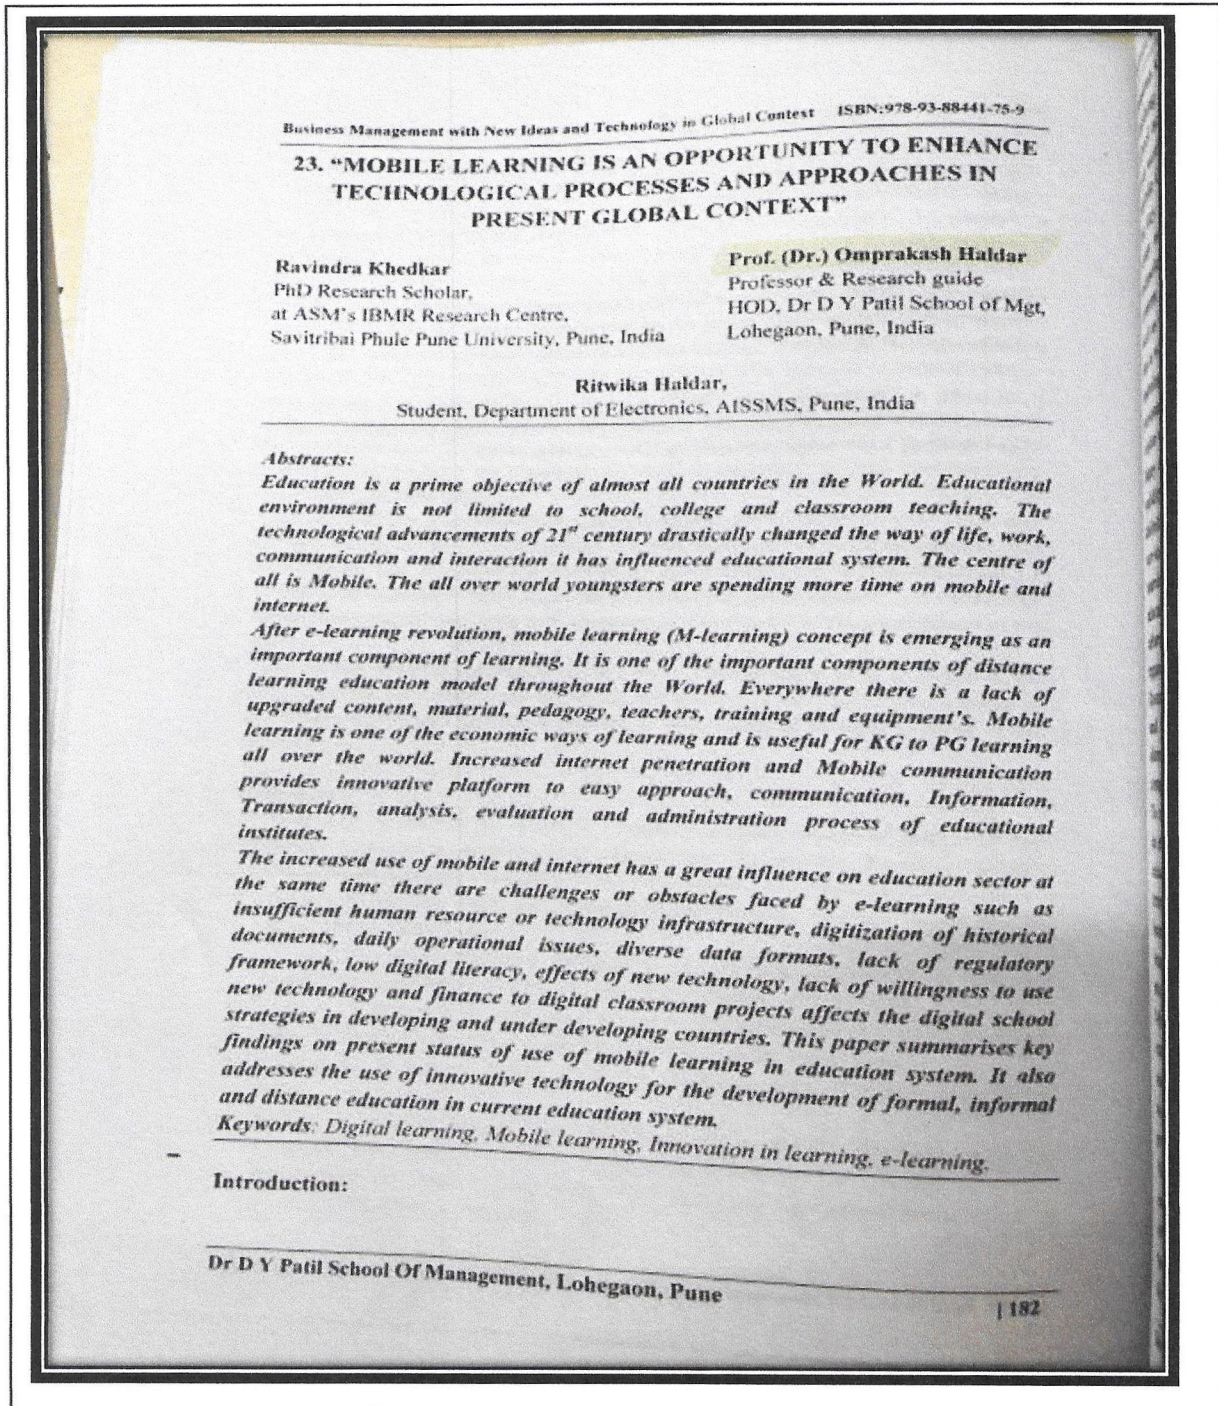 Business Management with New Ideas and Technology in Global Context ISBN:978-93-88441-75-9
23. “MOBILE LEARNING IS AN OPPORTUNITY TO ENHANCE
TECHNOLOGICAL PROCESSES AND APPROACHES IN
PRESENT GLOBAL CONTEXT”
Ravindra Khedkar
PhD Research Scholar,
at ASM's IBMR Research Centre,
Savitribai Phule Pune University, Pune, India
Prof. (Dr.) Omprakash Haldar
Professor & Research guide
HOD, Dr D Y Patil School of Mgt,
Lohegaon, Pune, India
Ritwika Haldar,
Student, Department of Electronics, AISSMS, Pune, India
Abstracts:
Education is a prime objective of almost all countries in the World. Educational
environment is not limited to school, college and classroom teaching. The
technological advancements of 21st century drastically changed the way of life, work,
communication and interaction it has influenced educational system. The centre of
all is Mobile. The all over world youngsters are spending more time on mobile and
internet.
After e-learning revolution, mobile learning (M-learning) concept is emerging as an
important component of learning. It is one of the important components of distance
learning education model throughout the World. Everywhere there is a lack of
upgraded content, material, pedagogy, teachers, training and equipment's. Mobile
learning is one of the economic ways of learning and is useful for KG to PG learning
all over the world. Increased internet penetration and Mobile communication
provides innovative platform to easy approach, communication, Information,
Transaction, analysis, evaluation and administration process of educational
institutes.
The increased use of mobile and internet has a great influence on education sector at
the same time there are challenges or obstacles faced by e-learning such as
insufficient human resource or technology infrastructure, digitization of historical
documents, daily operational issues, diverse data formats, lack of regulatory
framework, low digital literacy, effects of new technology, lack of willingness to use
new technology and finance to digital classroom projects affects the digital school
strategies in developing and under developing countries. This paper summarises key
findings on present status of use of mobile learning in education system. It also
addresses the use of innovative technology for the development of formal, informal
and distance education in current education system.
Keywords: Digital learning, Mobile learning, Innovation in learning, e-learning.
Introduction:
Dr D Y Patil School Of Management, Lohegaon, Pune
| 182